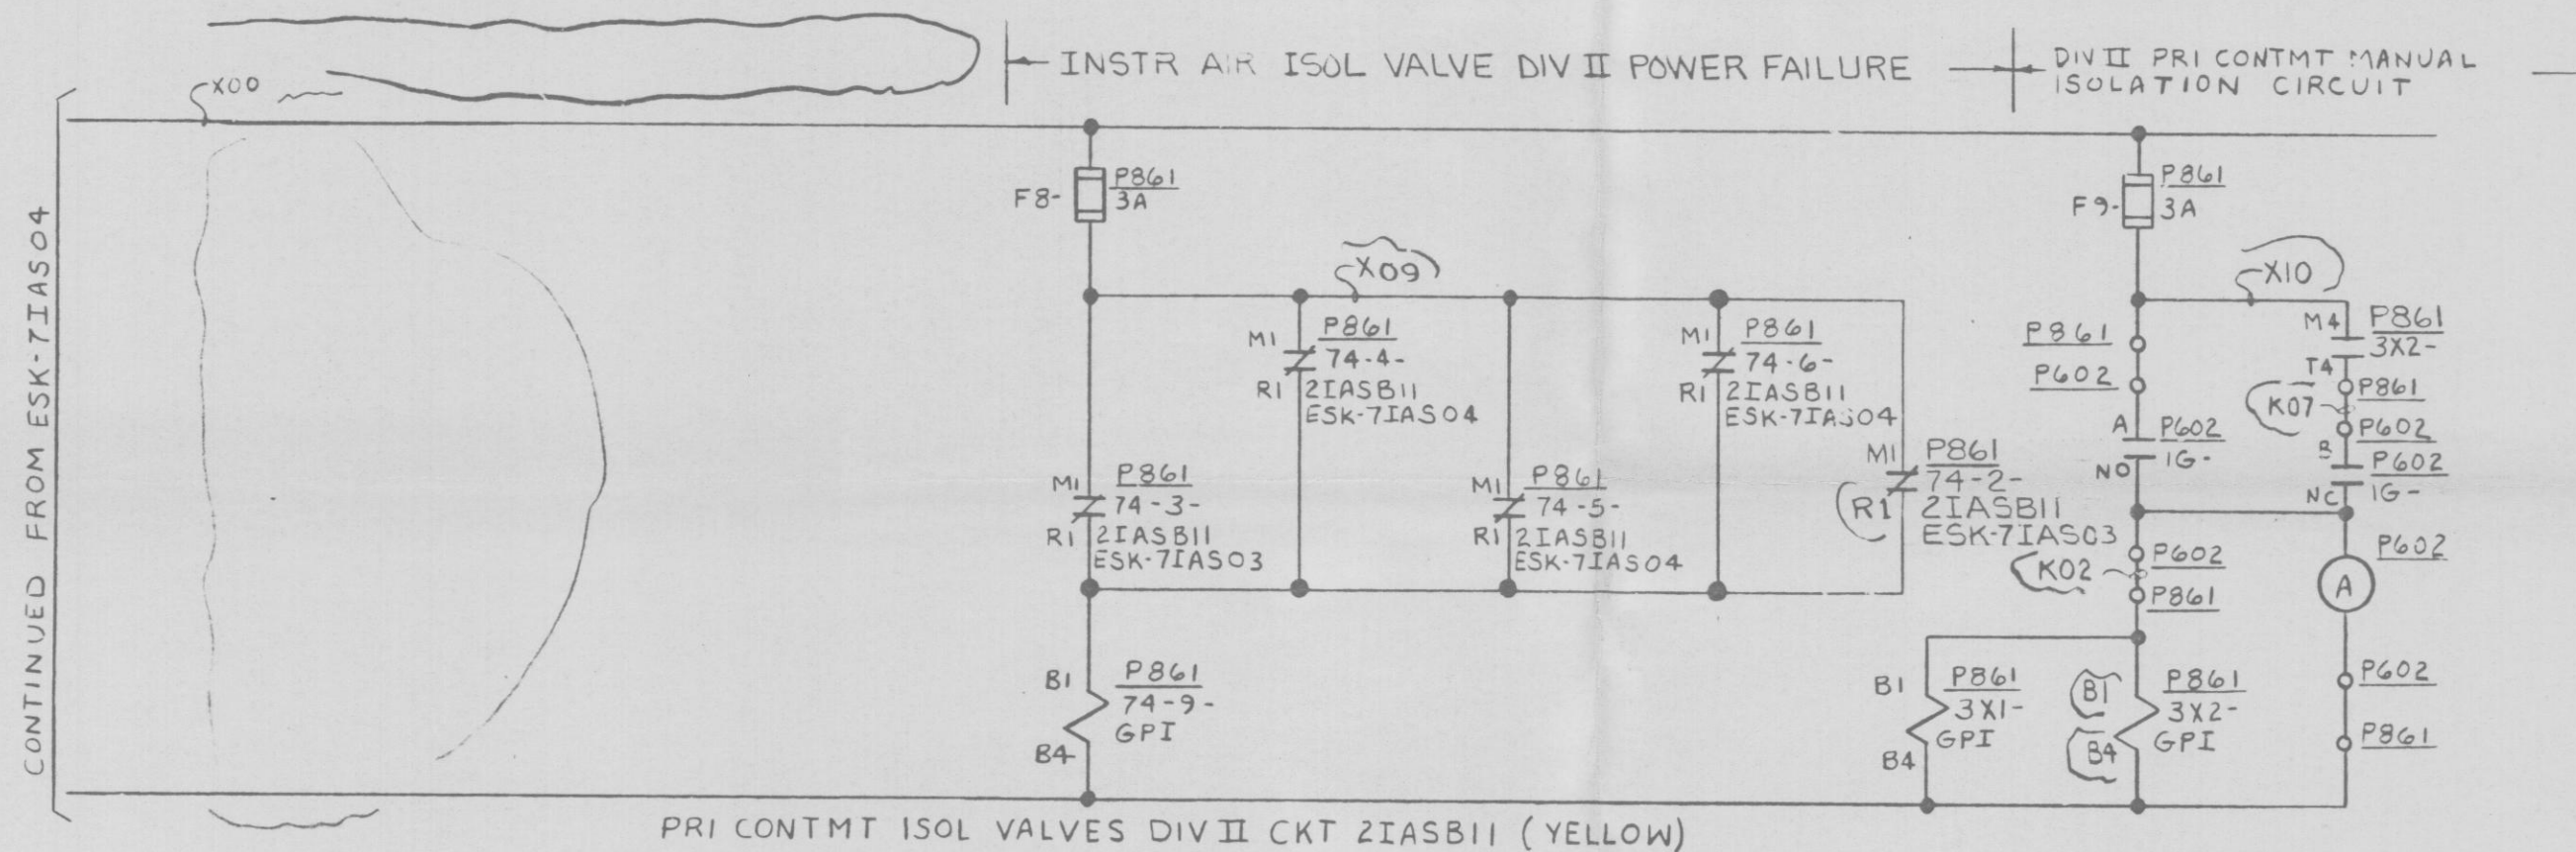 INSTR AIR ISOL VALVE DIV II POWER FAILURE
DIV II PRI CONTMT MANUAL
ISOLATION CIRCUIT
CONTINUED FROM ESK-7IAS04
X00
F8-
P861
3A
X09
M1
P861
74-4-
R1
2IASB11
ESK-7IAS04
M1
P861
74-6-
R1
2IASB11
ESK-7IAS04
M1
P861
74-3-
R1
2IASB11
ESK-7IAS03
M1
P861
74-5-
R1
2IASB11
ESK-7IAS04
M1
P861
74-2-
R1
2IASB11
ESK-7IAS03
B1
P861
74-9-
GPI
B4
F9-
P861
3A
X10
P861
P602
A
P602
1G-
NO
M4
P861
3X2-
T4
P861
K07
P602
B
P602
1G-
NC
P602
K02
P861
P602
A
B1
P861
3X1-
GPI
B4
B1
P861
3X2-
GPI
B4
P602
P861
PRI CONTMT ISOL VALVES DIV II CKT 2IASB11 (YELLOW)